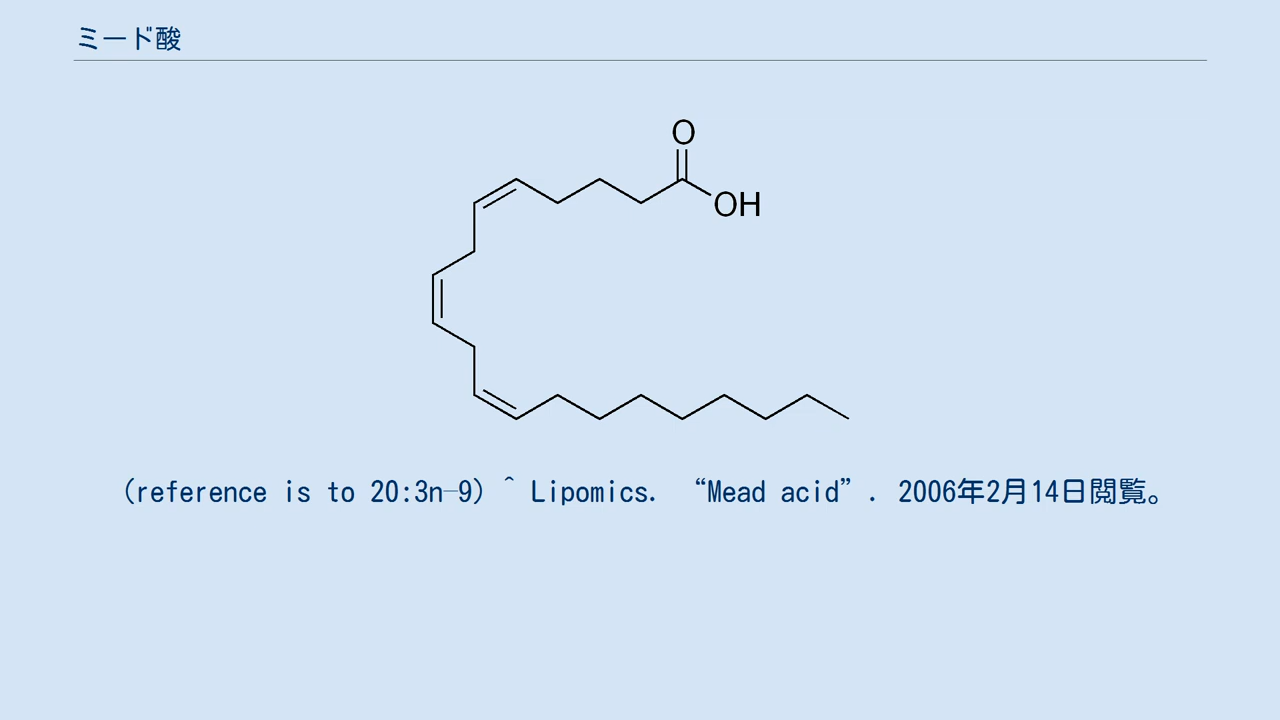 ミード酸
O
OH
(reference is to 20:3n-9) ^ Lipomics. “Mead acid”. 2006年2月14日閲覧。